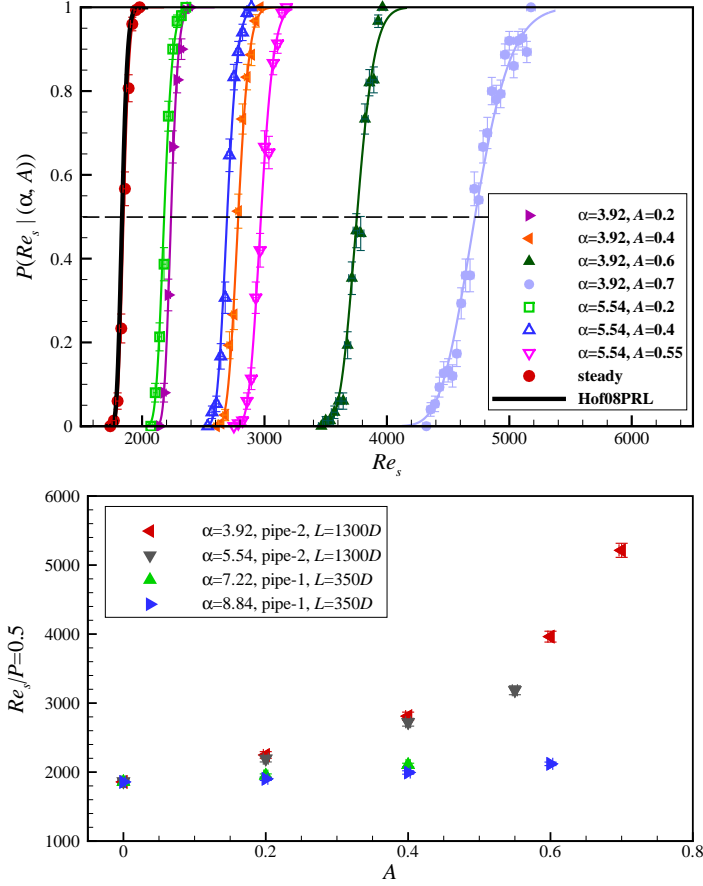 P(Re_s | (α, A))
1
0.8
0.6
0.4
0.2
0
2000 3000 4000 5000 6000
Re_s
α=3.92, A=0.2
α=3.92, A=0.4
α=3.92, A=0.6
α=3.92, A=0.7
α=5.54, A=0.2
α=5.54, A=0.4
α=5.54, A=0.55
steady
Hof08PRL
Re_s/P=0.5
6000
5000
4000
3000
2000
1000
0 0.2 0.4 0.6 0.8
A
α=3.92, pipe-2, L=1300D
α=5.54, pipe-2, L=1300D
α=7.22, pipe-1, L=350D
α=8.84, pipe-1, L=350D